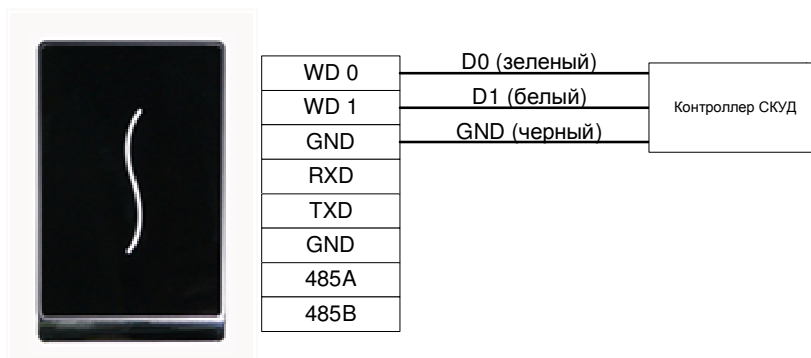 WD 0
D0 (зеленый)
WD 1
D1 (белый)
Контроллер СКУД
GND
GND (черный)
RXD
TXD
GND
485A
485B